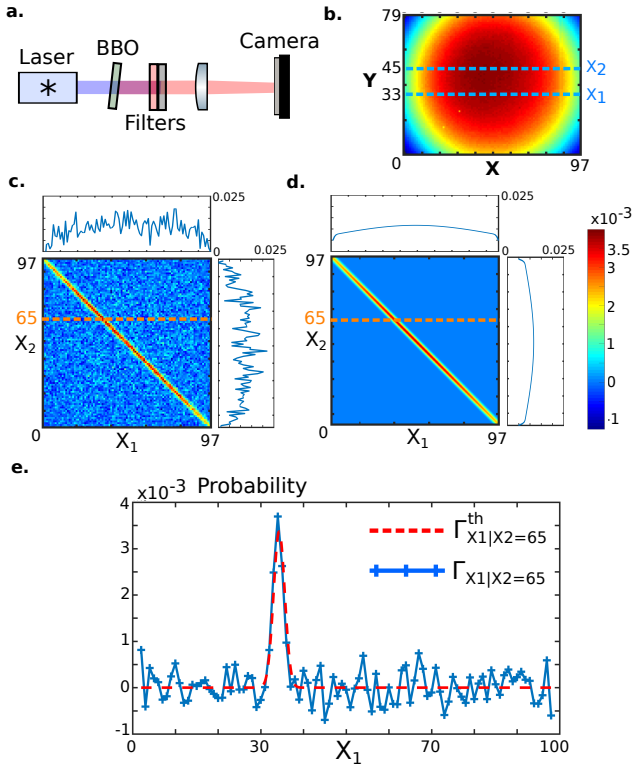 a.
Laser
*
BBO
Filters
Camera
b.
79
Y
45
33
0
X
97
X2
X1
c.
0.025
0
0.025
97
65
X2
0
X1
97
d.
0.025
0
0.025
97
65
X2
0
X1
97
x10-3
3.5
3
2
1
0
-1
e.
x10-3 Probability
4
3
2
1
0
-1
0
30
70
100
X1
Γth X1|X2=65
Γ X1|X2=65